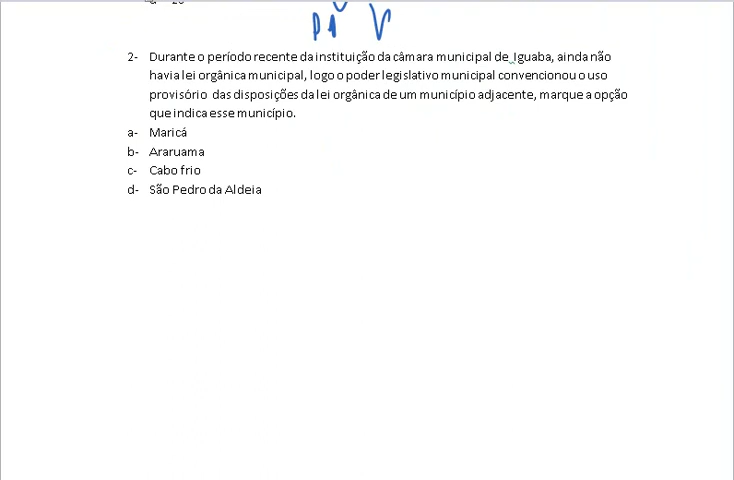 2- Durante o período recente da instituição da câmara municipal de Iguaba, ainda não
havia lei orgânica municipal, logo o poder legislativo municipal convencionou o uso
provisório das disposições da lei orgânica de um município adjacente, marque a opção
que indica esse município.
a- Maricá
b- Araruama
c- Cabo frio
d- São Pedro da Aldeia